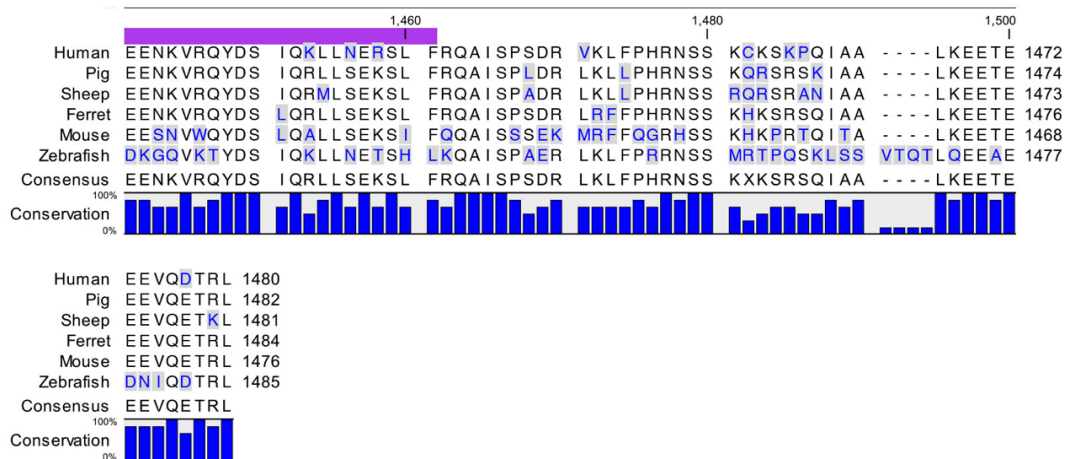 1,460 1,480 1,500
Human EENKVRQYDS IQKLLNERSL FRQAISPSDR VKLFPHRNSS KCKSKPQIAA ----LKEETE 1472
Pig EENKVRQYDS IQRLLSEKSL FRQAISPLDR LKLLPHRNSS KQRSRSKIAA ----LKEETE 1474
Sheep EENKVRQYDS IQRMLSEKSL FRQAISPADR LKLLPHRNSS RQRSRANIAA ----LKEETE 1473
Ferret EENKVRQYDS LQRLLSEKSL FRQAISPSDR LRFFPHRNSS KHKSRSQIAA ----LKEETE 1476
Mouse EESNVWQYDS LQALLSEKSI FQQAISSSEK MRFFQGRHSS KHKPRTQITA ----LKEETE 1468
Zebrafish DKGQVKTYDS IQKLLNETSH LKQAISPAER LKLFPRRNSS MRTPQSKLSS VTQTLQEEAE 1477
Consensus EENKVRQYDS IQRLLSEKSL FRQAISPSDR LKLFPHRNSS KXKSRSQIAA ----LKEETE
100%
Conservation
0%
Human EEVQDTRL 1480
Pig EEVQETRL 1482
Sheep EEVQETKL 1481
Ferret EEVQETRL 1484
Mouse EEVQETRL 1476
Zebrafish DNIQDTRL 1485
Consensus EEVQETRL
100%
Conservation
0%